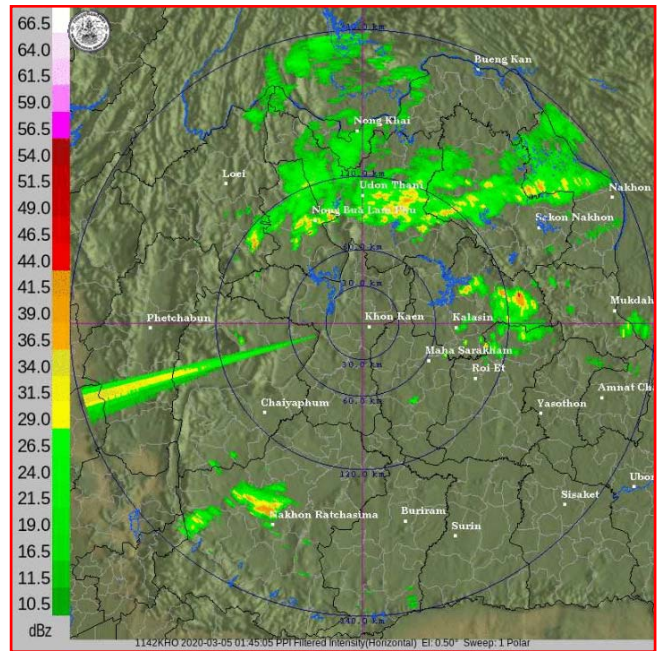 66.5
64.0
61.5
59.0
56.5
54.0
51.5
49.0
46.5
44.0
41.5
39.0
36.5
34.0
31.5
29.0
26.5
24.0
21.5
19.0
16.5
11.5
10.5
dBz
Bueng Kan
Nong Khai
Loei
Udon Thani
Nakhon
Nong Bua Lam Phu
Sakon Nakhon
Mukdah
Phetchabun
Khon Kaen
Kalasin
Maha Sarakham
Roi Et
Amnat Cha
Chaiyaphum
Yasothon
120.0 km
Ubon
Sisaket
Nakhon Ratchasima
Buriram
Surin
1142KHO 2020-03-05 01:45:05 PPI Filtered Intensity(Horizontal) El: 0.50° Sweep: 1 Polar